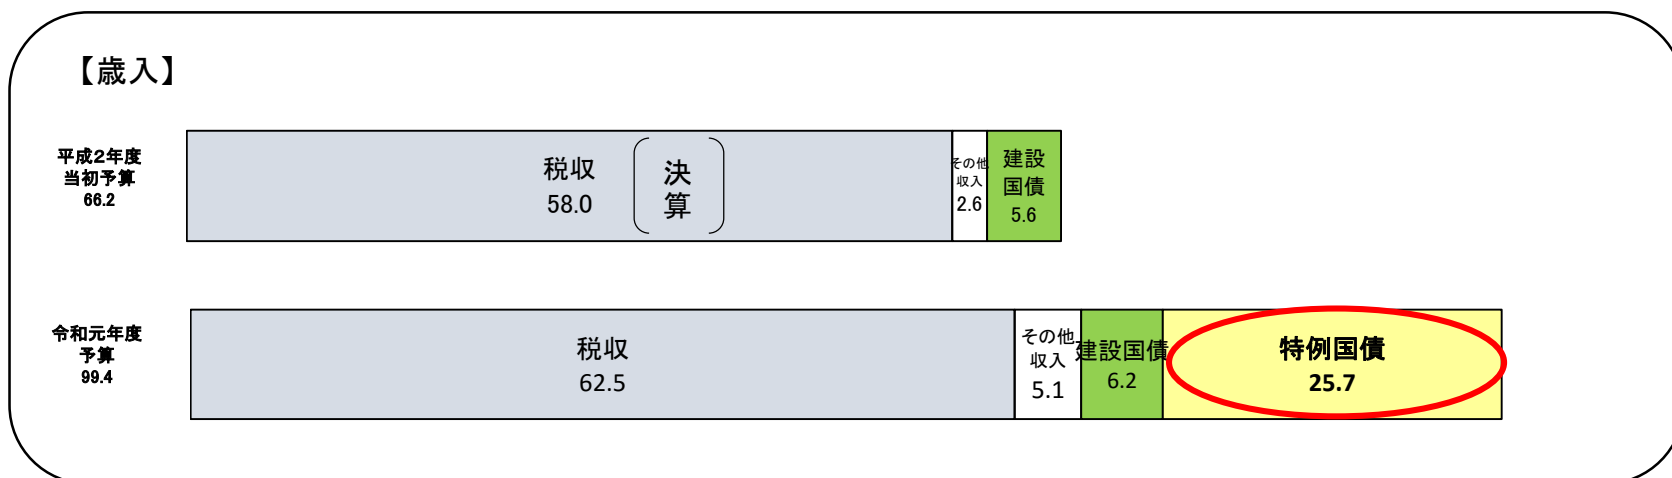 【歳入】
平成２年度
当初予算
66.2
税収
58.0
決
算
その他
収入
2.6
建設
国債
5.6
令和元年度
予算
99.4
税収
62.5
その他
収入
5.1
建設国債
6.2
特例国債
25.7